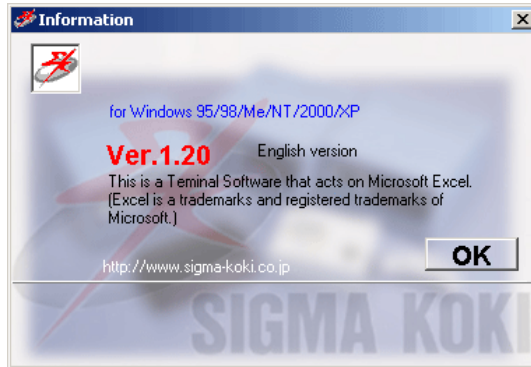 Information
for Windows 95/98/Me/NT/2000/XP
Ver.1.20 English version
This is a Teminal Software that acts on Microsoft Excel.
(Excel is a trademarks and registered trademarks of
Microsoft.)
OK
http://www.sigma-koki.co.jp
SIGMA KOKI